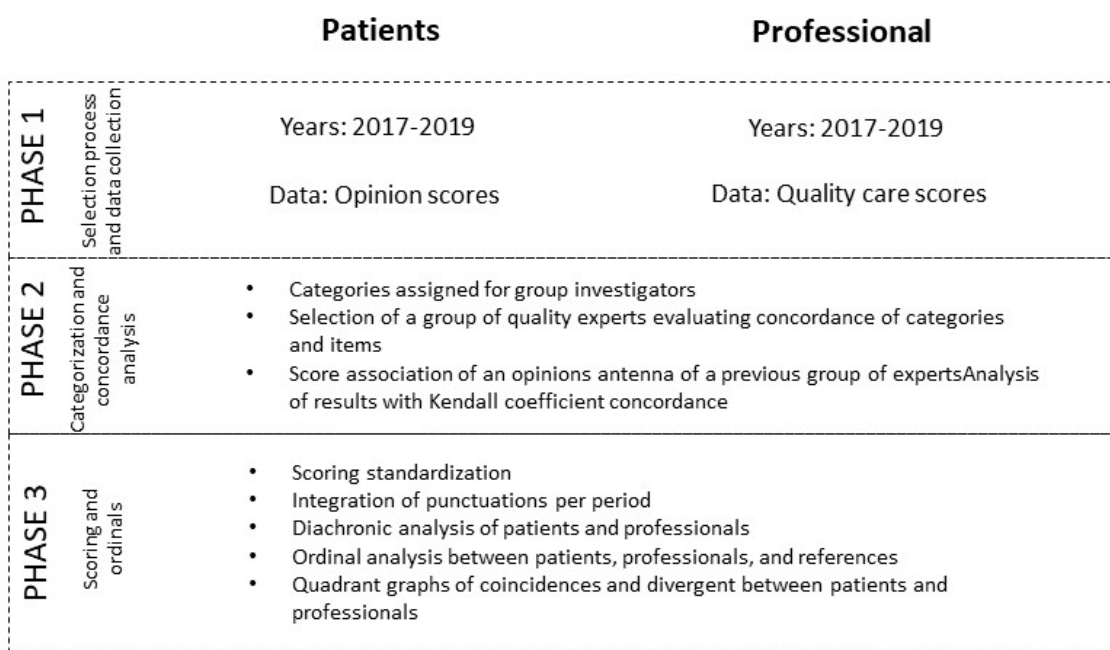 Patients
Professional
PHASE 1
Selection process
and data collection
Years: 2017-2019
Years: 2017-2019
Data: Opinion scores
Data: Quality care scores
PHASE 2
Categorization and
concordance
analysis
• Categories assigned for group investigators
• Selection of a group of quality experts evaluating concordance of categories
and items
• Score association of an opinions antenna of a previous group of expertsAnalysis
of results with Kendall coefficient concordance
PHASE 3
Scoring and
ordinals
• Scoring standardization
• Integration of punctuations per period
• Diachronic analysis of patients and professionals
• Ordinal analysis between patients, professionals, and references
• Quadrant graphs of coincidences and divergent between patients and
professionals